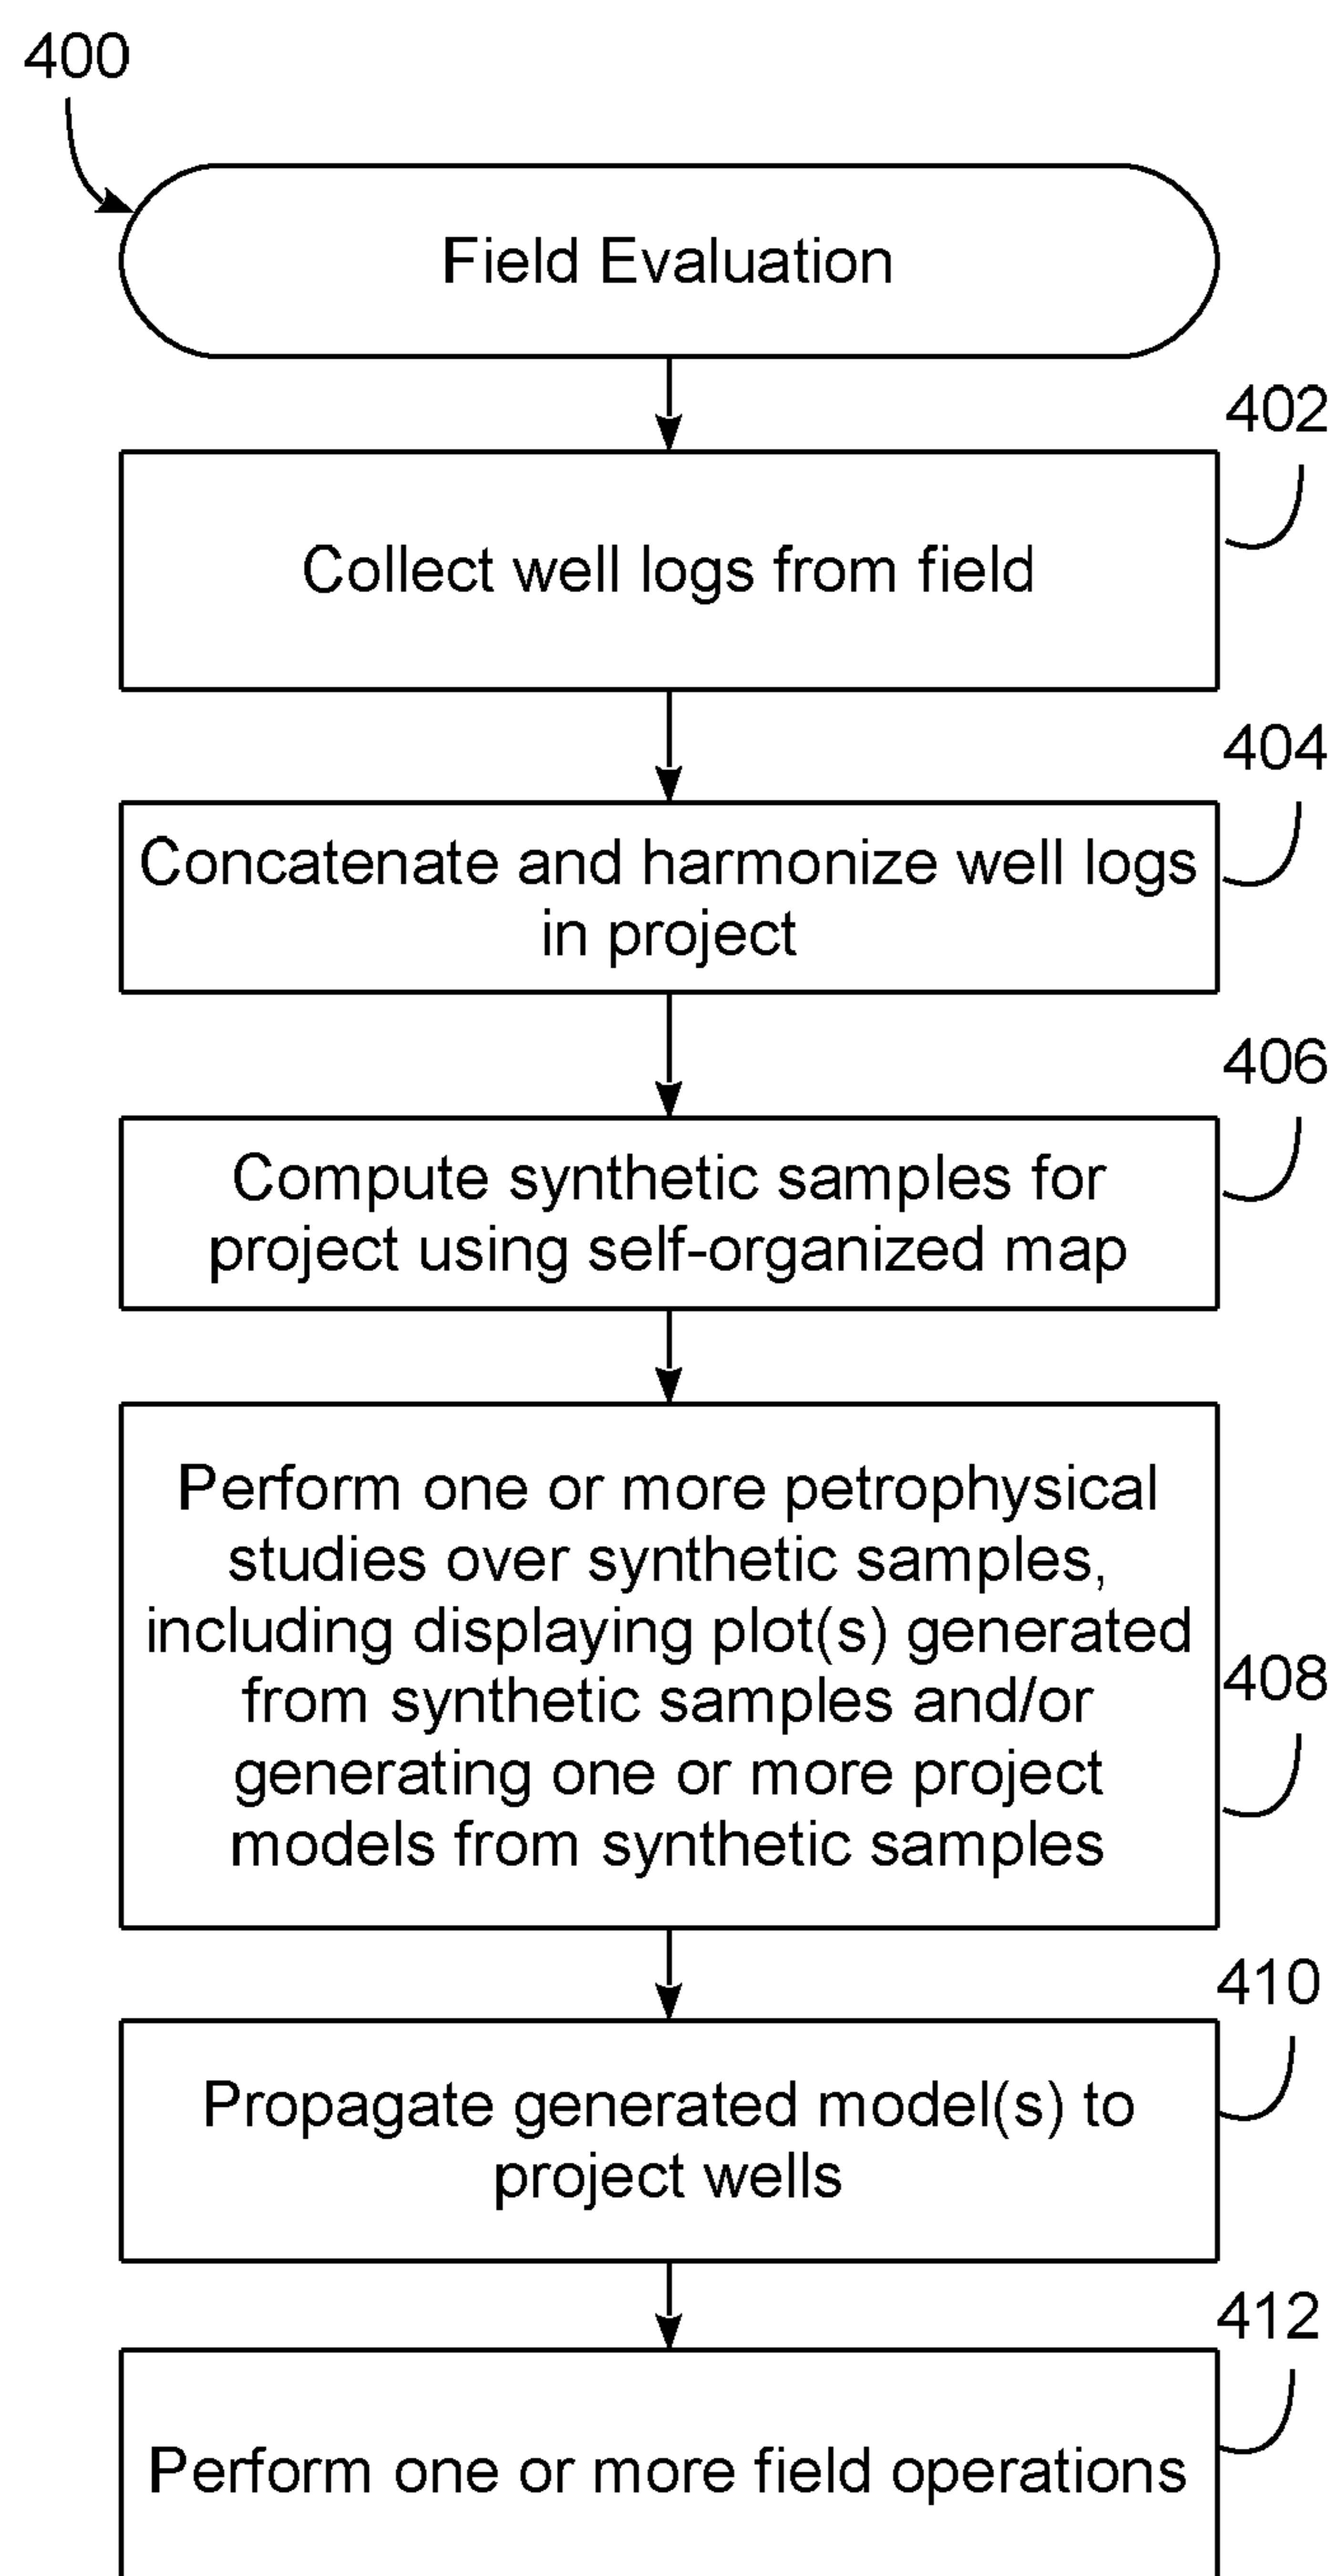 400
Field Evaluation
402
Collect well logs from field
404
Concatenate and harmonize well logs
in project
406
Compute synthetic samples for
project using self-organized map
Perform one or more petrophysical
studies over synthetic samples,
including displaying plot(s) generated
from synthetic samples and/or
generating one or more project
models from synthetic samples
408
410
Propagate generated model(s) to
project wells
412
Perform one or more field operations